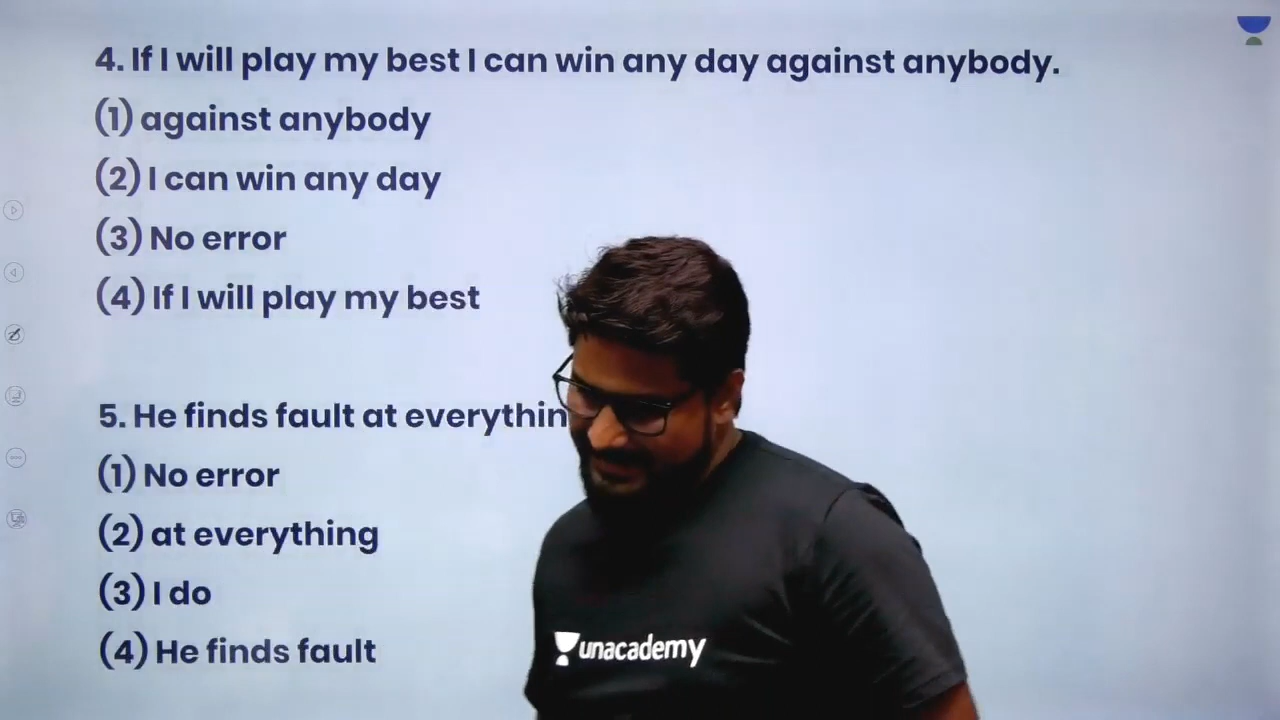 4. If I will play my best I can win any day against anybody.
(1) against anybody
(2) I can win any day
(3) No error
(4) If I will play my best
5. He finds fault at everythin
(1) No error
(2) at everything
(3) I do
(4) He finds fault
unacademy